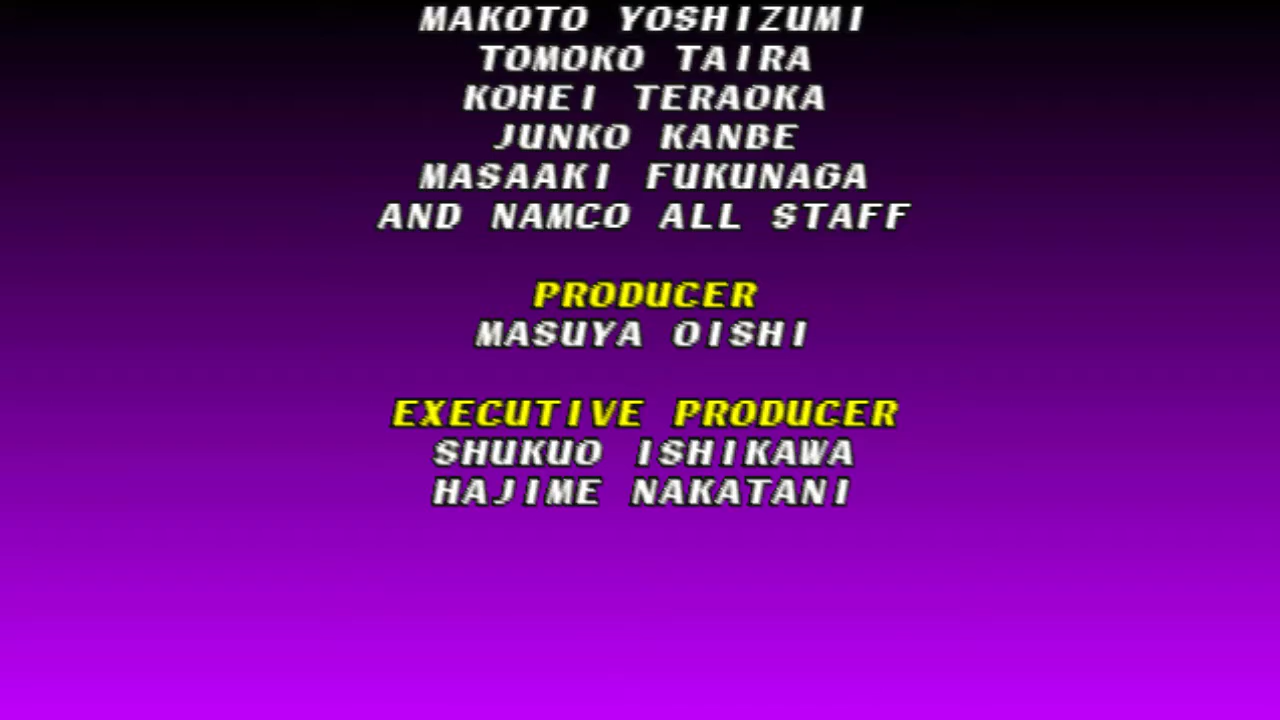 MAKOTO YOSHIZUMI
TOMOKO TAIRA
KOHEI TERAOKA
JUNKO KANBE
MASAAKI FUKUNAGA
AND NAMCO ALL STAFF
PRODUCER
MASUYA OISHI
EXECUTIVE PRODUCER
SHUKUO ISHIKAWA
HAJIME NAKATANI